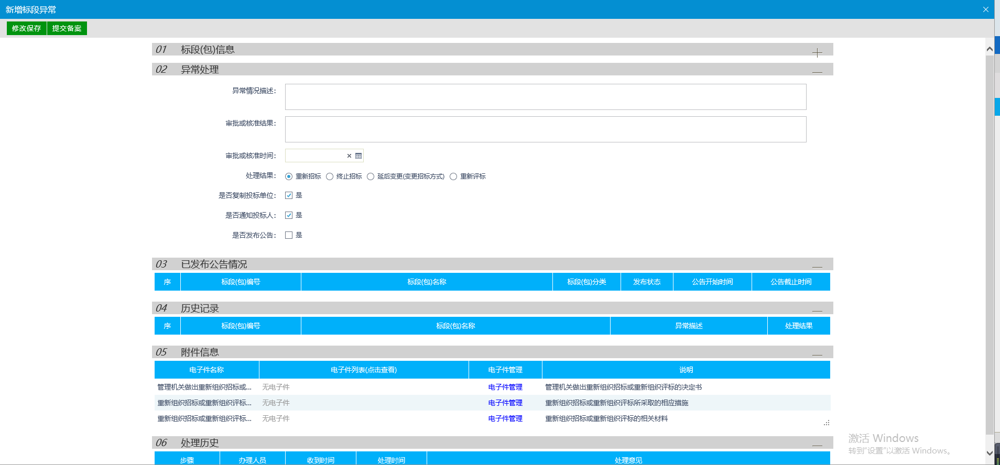 新增标段异常
修改保存 提交备案
01 标段(包)信息
02 异常处理
异常情况描述：
审批或核准结果：
审批或核准时间：
处理结果： 重新招标 终止招标 延后变更(变更招标方式) 重新评标
是否复制投标单位： 是
是否通知投标人： 是
是否发布公告： 是
03 已发布公告情况
序 标段(包)编号 标段(包)名称 标段(包)分类 发布状态 公告开始时间 公告截止时间
04 历史记录
序 标段(包)编号 标段(包)名称 异常描述 处理结果
05 附件信息
电子件名称 电子件列表(点击查看) 电子件管理 说明
管理机关做出重新组织招标或... 无电子件 电子件管理 管理机关做出重新组织招标或重新组织评标的决定书
重新组织招标或重新组织评标... 无电子件 电子件管理 重新组织招标或重新组织评标所采取的相应措施
重新组织招标或重新组织评标... 无电子件 电子件管理 重新组织招标或重新组织评标的相关材料
06 处理历史
步骤 办理人员 收到时间 处理时间 处理意见
激活 Windows
转到"设置"以激活 Windows。